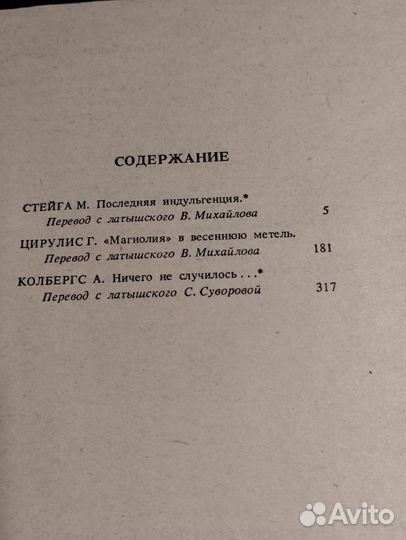 СОДЕРЖАНИЕ
СТЕЙГА М. Последняя индульгенция.*
Перевод с латышского В. Михайлова 5
ЦИРУЛИС Г. «Магнолия» в весеннюю метель.
Перевод с латышского В. Михайлова 181
КОЛБЕРГС А. Ничего не случилось...*
Перевод с латышского С. Суворовой 317
Avito